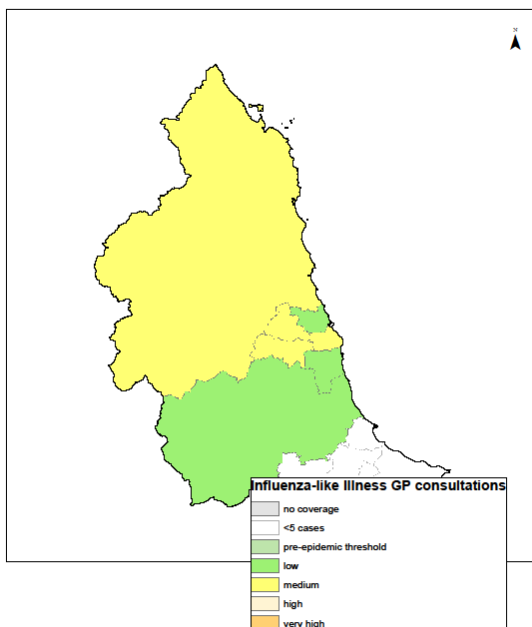 N
Influenza-like Illness GP consultations
no coverage
<5 cases
pre-epidemic threshold
low
medium
high
very high